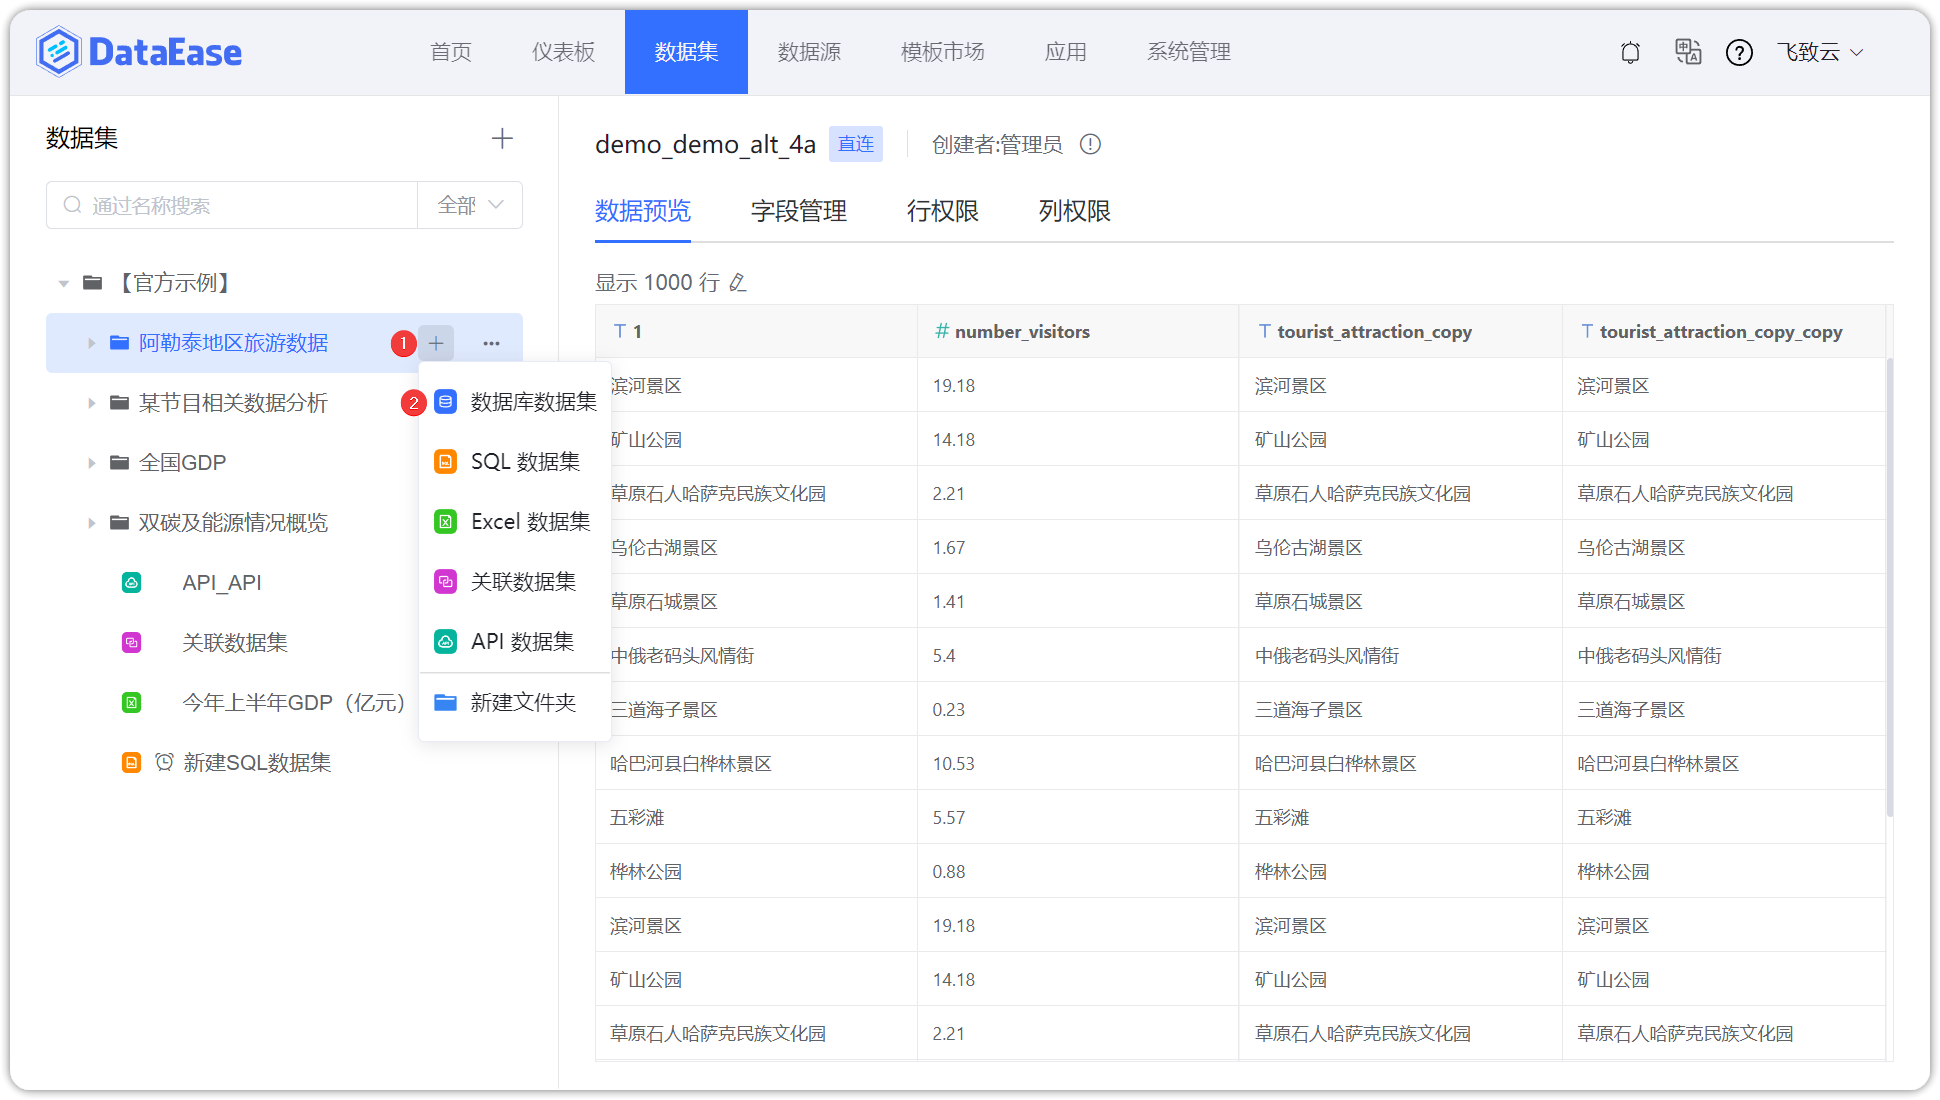 DataEase
首页 仪表板 数据集 数据源 模板市场 应用 系统管理
中 A ? 飞致云
数据集
通过名称搜索 全部
【官方示例】
阿勒泰地区旅游数据 1
某节目相关数据分析
全国GDP
双碳及能源情况概览
API_API
关联数据集
今年上半年GDP（亿元）
新建SQL数据集
2 数据库数据集
SQL 数据集
Excel 数据集
关联数据集
API 数据集
新建文件夹
demo_demo_alt_4a 直连 创建者:管理员
数据预览 字段管理 行权限 列权限
显示 1000 行
T 1 # number_visitors T tourist_attraction_copy T tourist_attraction_copy_copy
滨河景区 19.18 滨河景区 滨河景区
矿山公园 14.18 矿山公园 矿山公园
草原石人哈萨克民族文化园 2.21 草原石人哈萨克民族文化园 草原石人哈萨克民族文化园
乌伦古湖景区 1.67 乌伦古湖景区 乌伦古湖景区
草原石城景区 1.41 草原石城景区 草原石城景区
中俄老码头风情街 5.4 中俄老码头风情街 中俄老码头风情街
三道海子景区 0.23 三道海子景区 三道海子景区
哈巴河县白桦林景区 10.53 哈巴河县白桦林景区 哈巴河县白桦林景区
五彩滩 5.57 五彩滩 五彩滩
桦林公园 0.88 桦林公园 桦林公园
滨河景区 19.18 滨河景区 滨河景区
矿山公园 14.18 矿山公园 矿山公园
草原石人哈萨克民族文化园 2.21 草原石人哈萨克民族文化园 草原石人哈萨克民族文化园